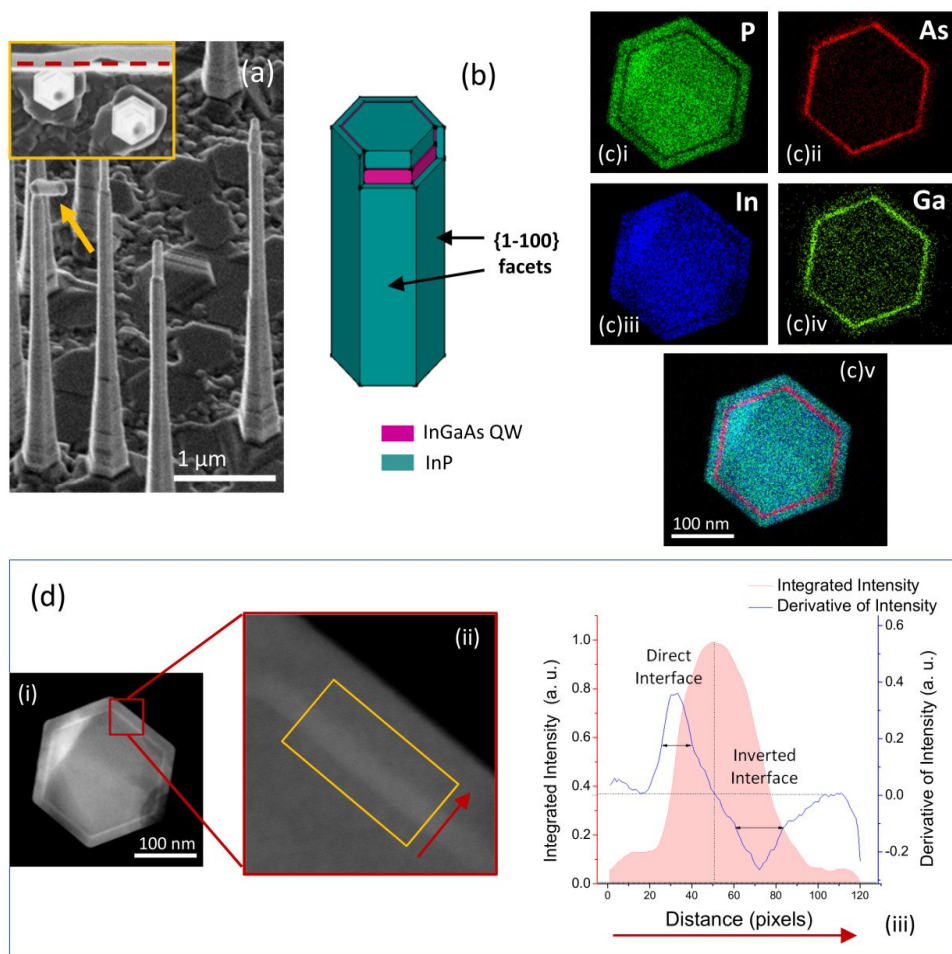 (a)
1 μm
(b)
{1-100}
facets
InGaAs QW
InP
P
(c)i
As
(c)ii
In
(c)iii
Ga
(c)iv
(c)v
100 nm
(d)
(i)
100 nm
(ii)
Integrated Intensity
Derivative of Intensity
Direct
Interface
Inverted
Interface
Integrated Intensity (a. u.)
1.0
0.8
0.6
0.4
0.2
0.0
Derivative of Intensity (a. u.)
0.6
0.4
0.2
0.0
-0.2
0 20 40 60 80 100 120
Distance (pixels)
(iii)